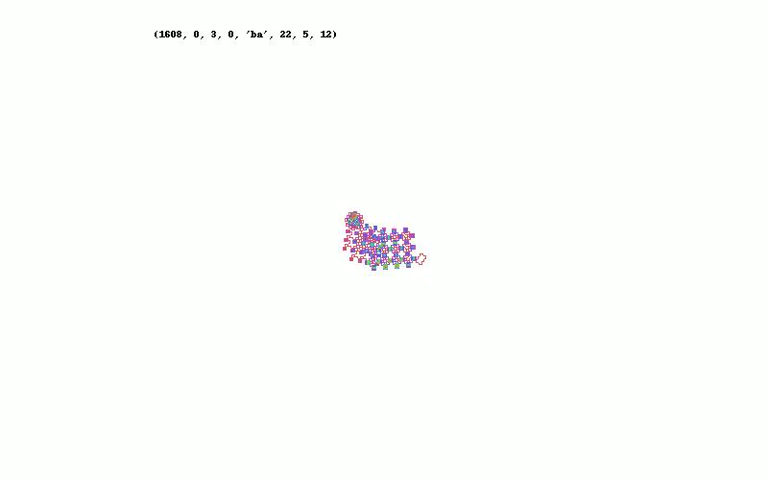 (1608, 0, 3, 0, 'ba', 22, 5, 12)